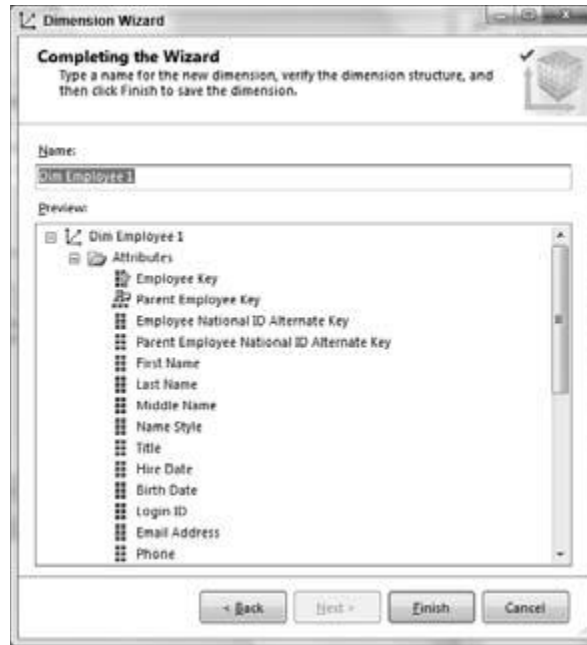 Dimension Wizard
Completing the Wizard
Type a name for the new dimension, verify the dimension structure, and
then click Finish to save the dimension.
Name:
Dim Employee 1
Preview:
Dim Employee 1
Attributes
Employee Key
Parent Employee Key
Employee National ID Alternate Key
Parent Employee National ID Alternate Key
First Name
Last Name
Middle Name
Name Style
Title
Hire Date
Birth Date
Login ID
Email Address
Phone
< Back Next > Finish Cancel